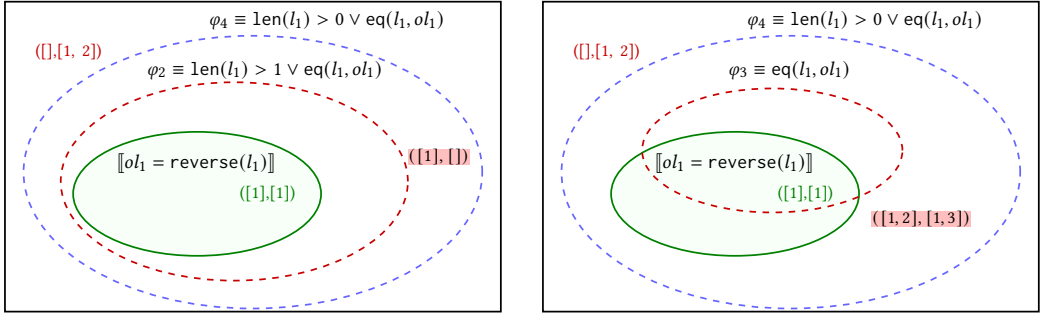 φ₄ ≡ len(l₁) > 0 ∨ eq(l₁, ol₁)
([],[1, 2])
φ₂ ≡ len(l₁) > 1 ∨ eq(l₁, ol₁)
⟦ol₁ = reverse(l₁)⟧
([1], [])
([1],[1])
φ₄ ≡ len(l₁) > 0 ∨ eq(l₁, ol₁)
([],[1, 2])
φ₃ ≡ eq(l₁, ol₁)
⟦ol₁ = reverse(l₁)⟧
([1],[1])
([1, 2], [1, 3])